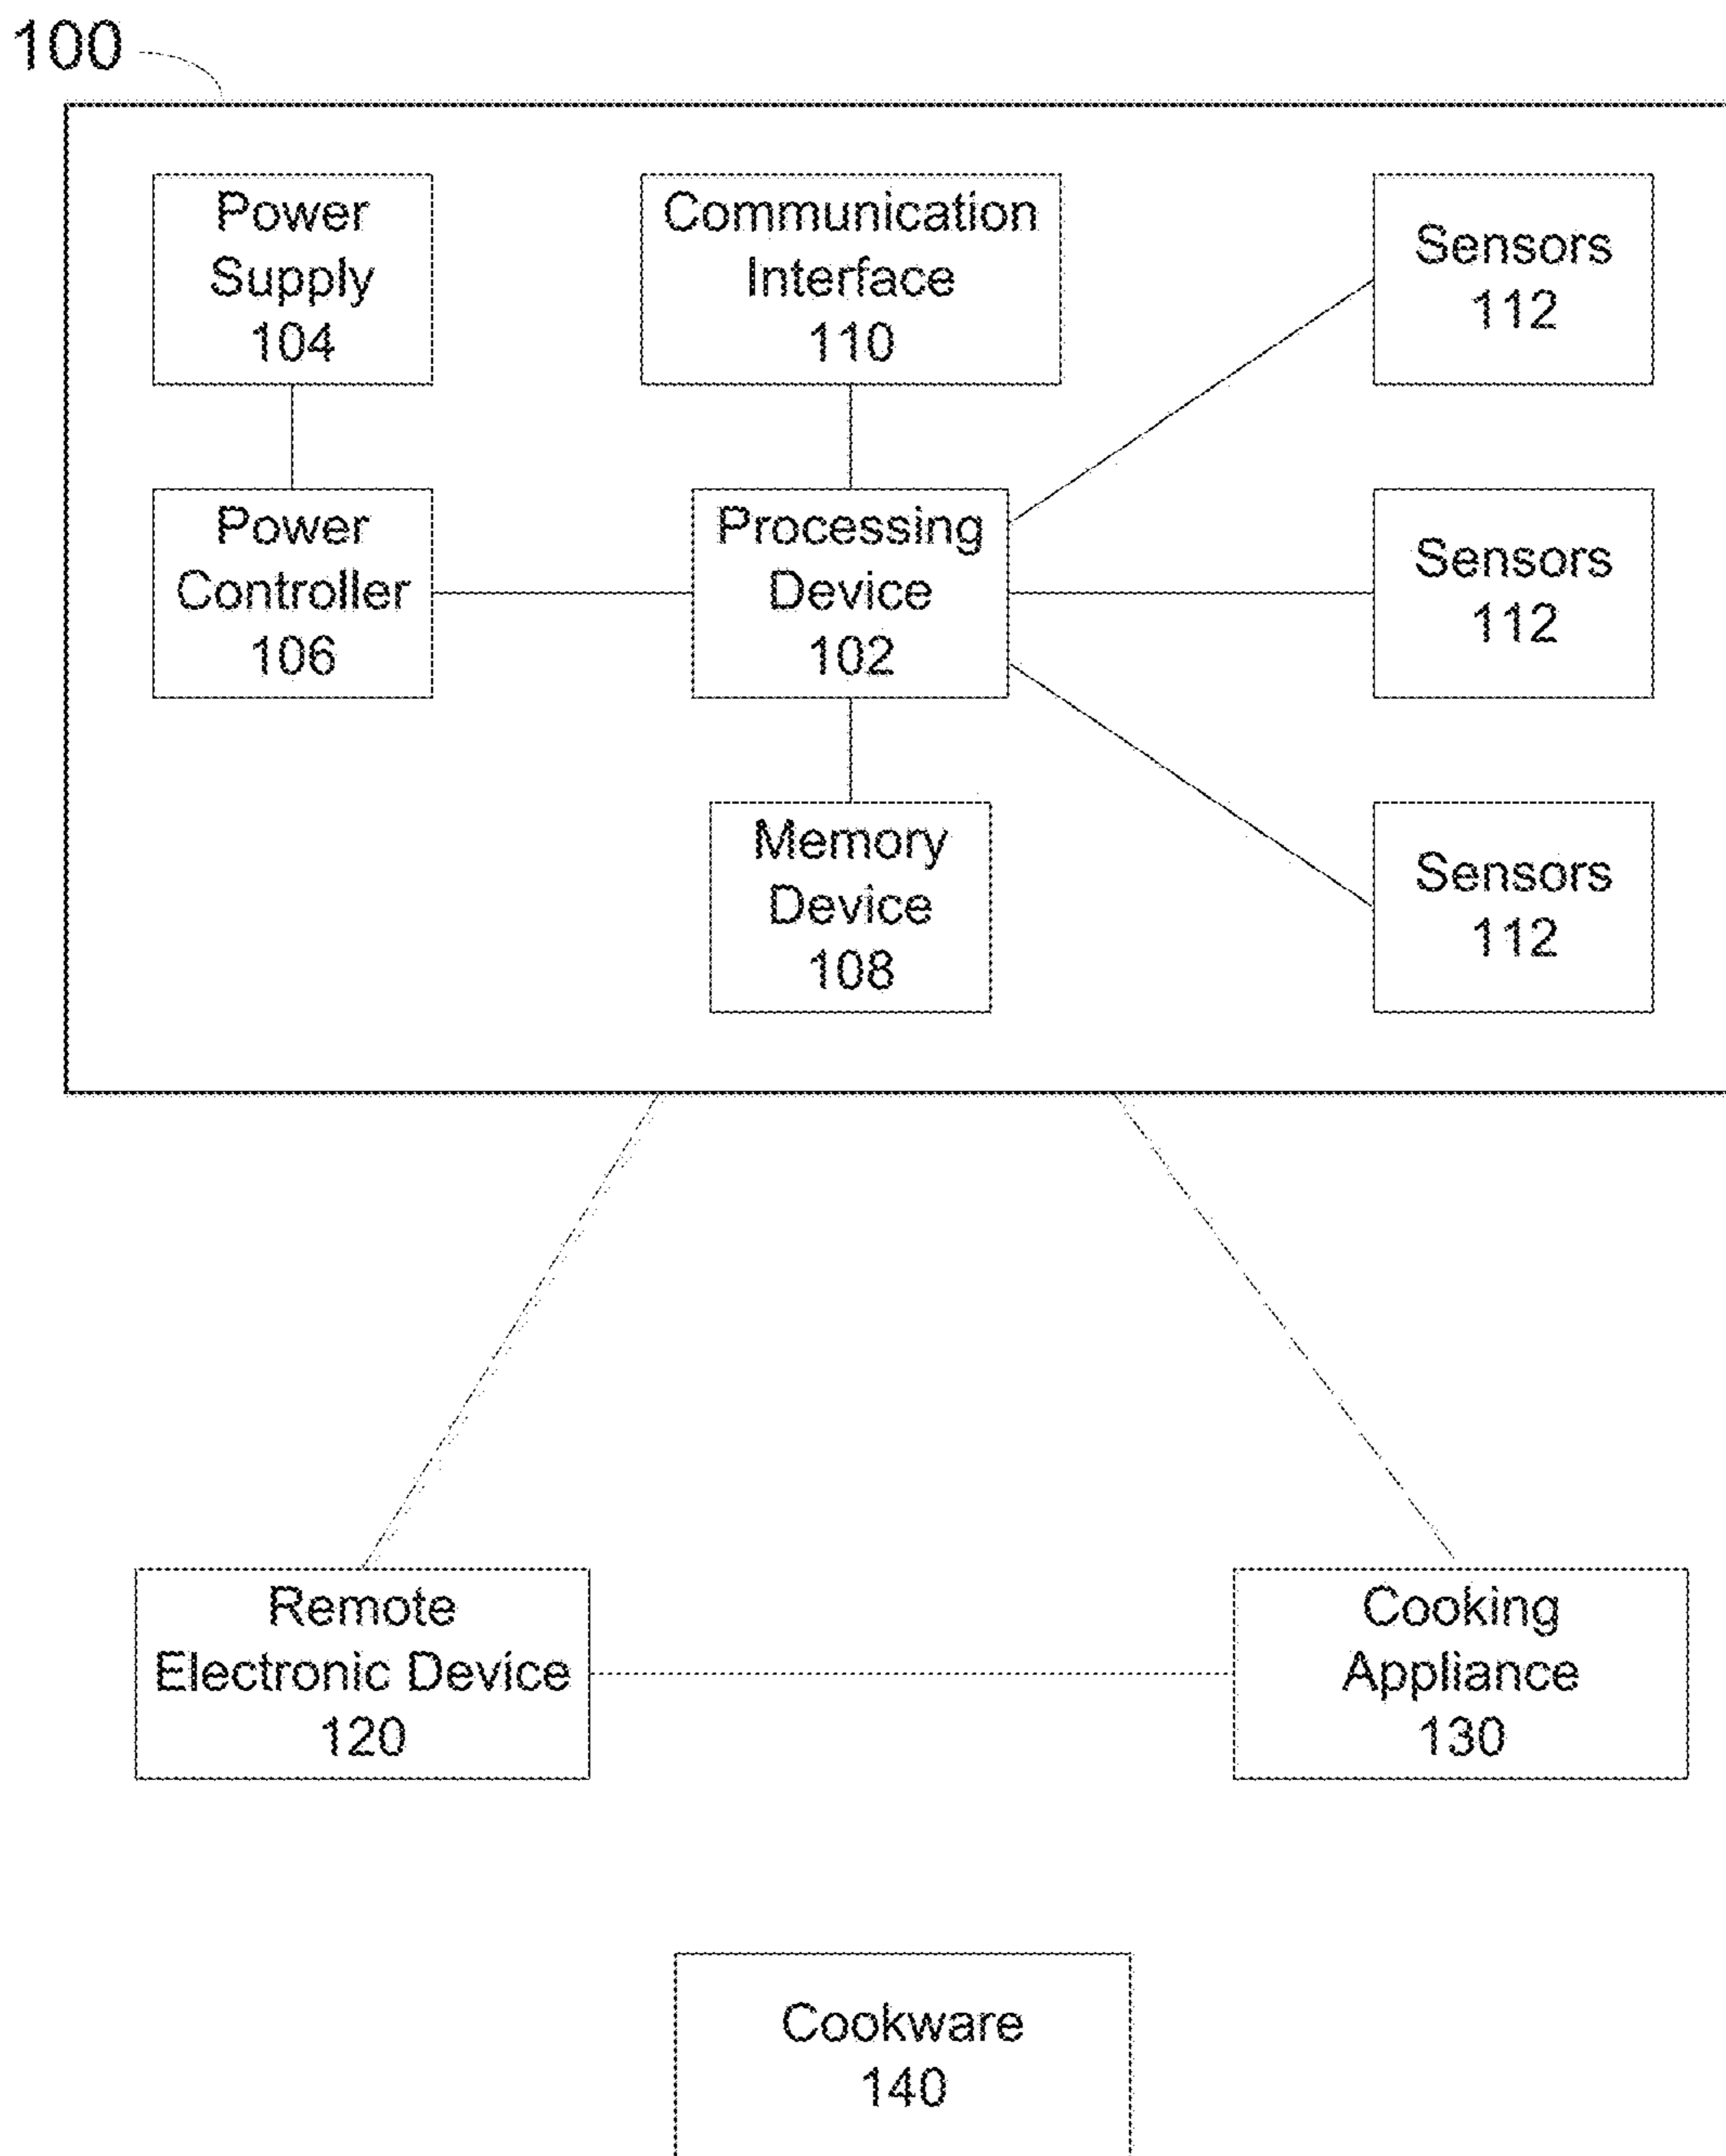 100
Power
Supply
104
Communication
Interface
110
Sensors
112
Power
Controller
106
Processing
Device
102
Sensors
112
Memory
Device
108
Sensors
112
Remote
Electronic Device
120
Cooking
Appliance
130
Cookware
140